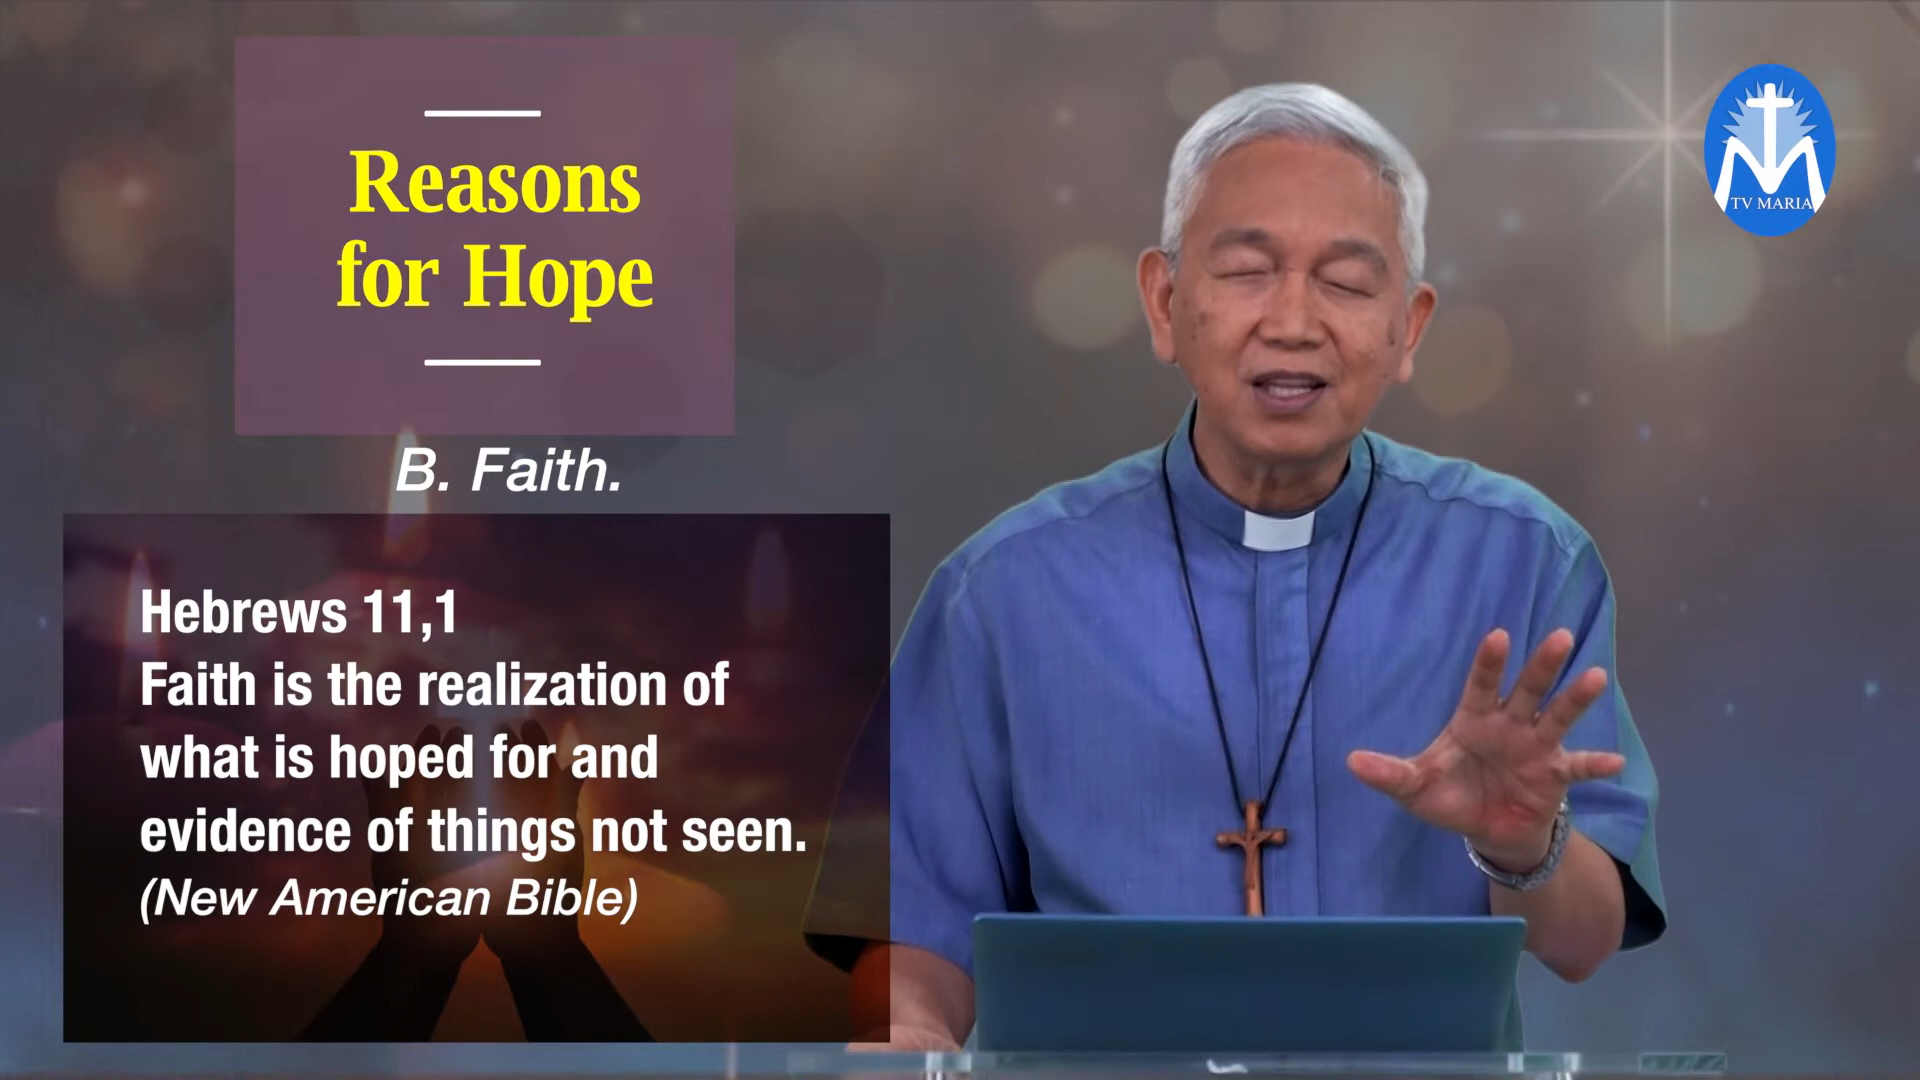 Reasons
for Hope
B. Faith.
Hebrews 11,1
Faith is the realization of
what is hoped for and
evidence of things not seen.
(New American Bible)
TV MARIA